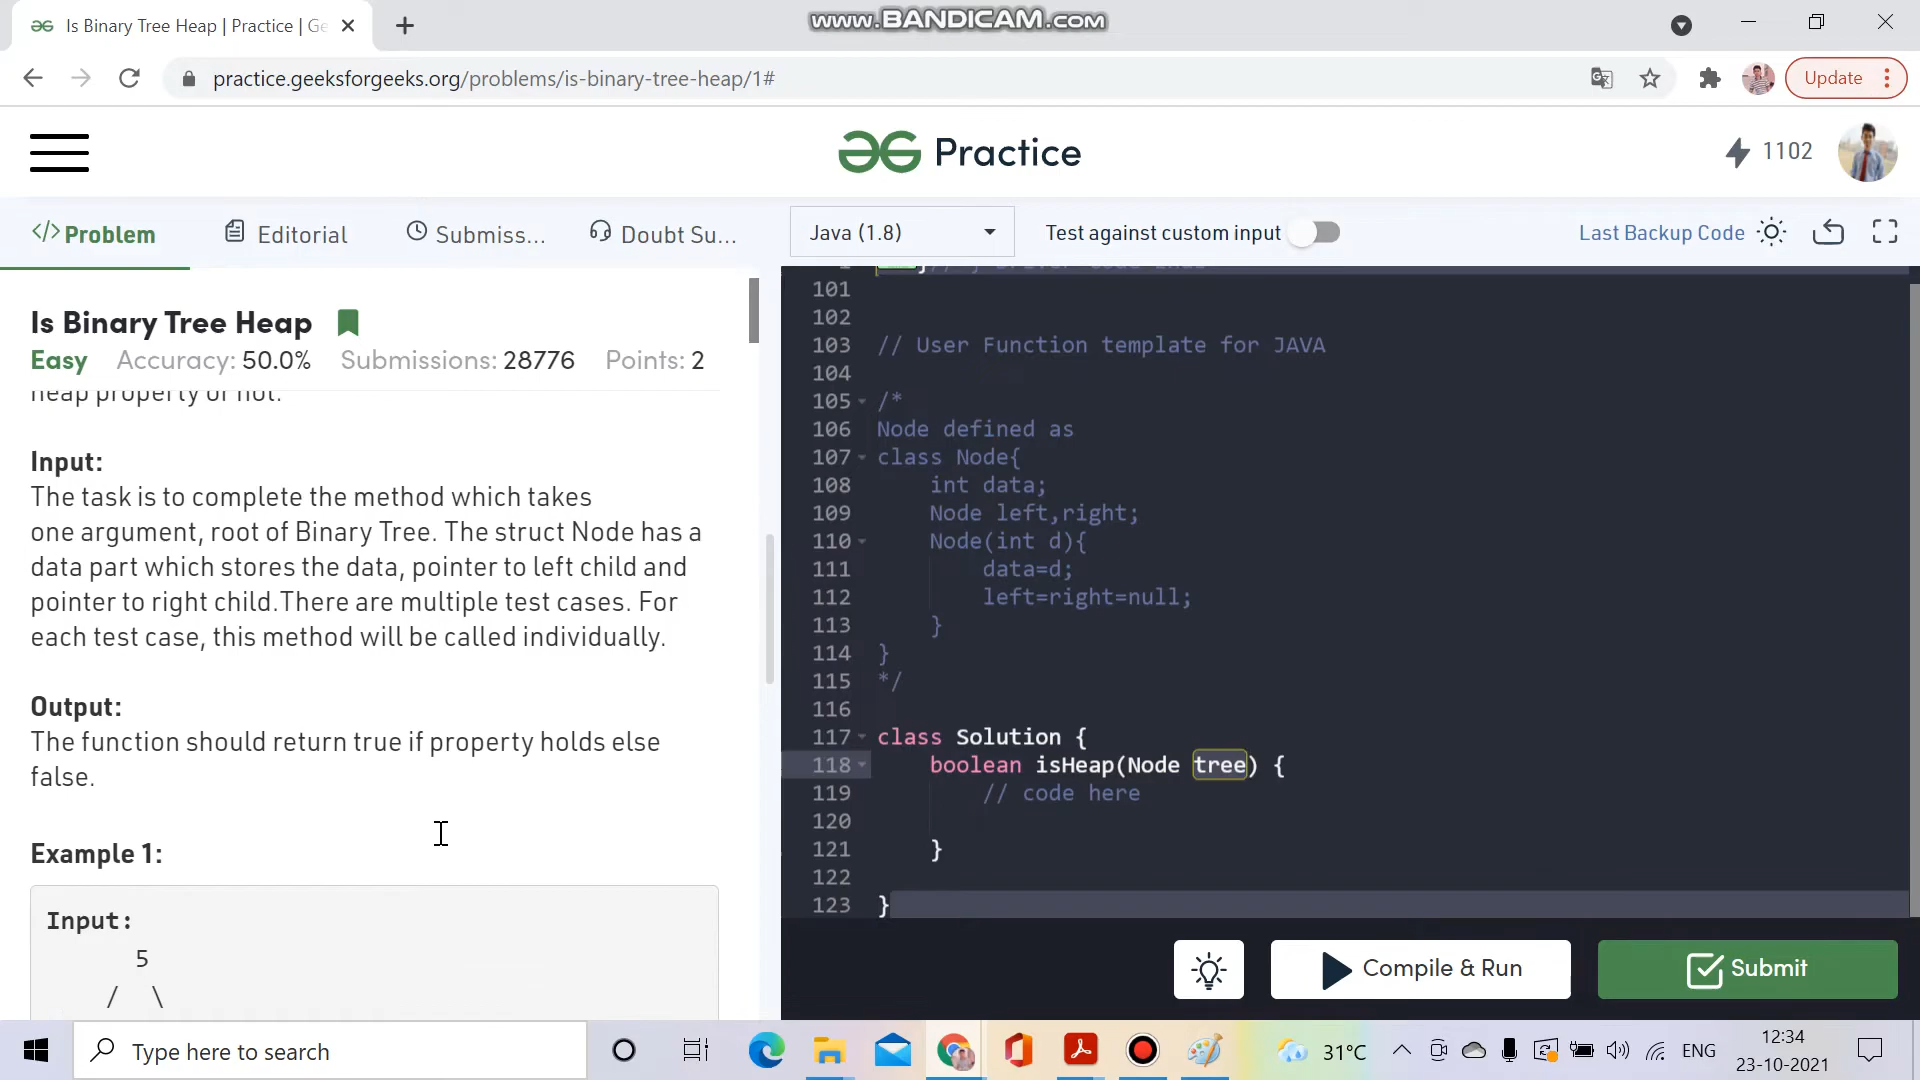 Is Binary Tree Heap | Practice | Ge
www.BANDICAM.com
practice.geeksforgeeks.org/problems/is-binary-tree-heap/1#
Update
Practice
1102
</> Problem
Editorial
Submiss...
Doubt Su...
Java (1.8)
Test against custom input
Last Backup Code
Is Binary Tree Heap
Easy Accuracy: 50.0% Submissions: 28776 Points: 2
heap property or not.
Input:
The task is to complete the method which takes
one argument, root of Binary Tree. The struct Node has a
data part which stores the data, pointer to left child and
pointer to right child.There are multiple test cases. For
each test case, this method will be called individually.
Output:
The function should return true if property holds else
false.
Example 1:
Input:
5
/ \
1 }// } Driver Code Ends
101
102
103 // User Function template for JAVA
104
105 /*
106 Node defined as
107 class Node{
108 int data;
109 Node left,right;
110 Node(int d){
111 data=d;
112 left=right=null;
113 }
114 }
115 */
116
117 class Solution {
118 boolean isHeap(Node tree) {
119 // code here
120
121 }
122
123 }
Compile & Run
Submit
Type here to search
31°C
ENG
12:34
23-10-2021